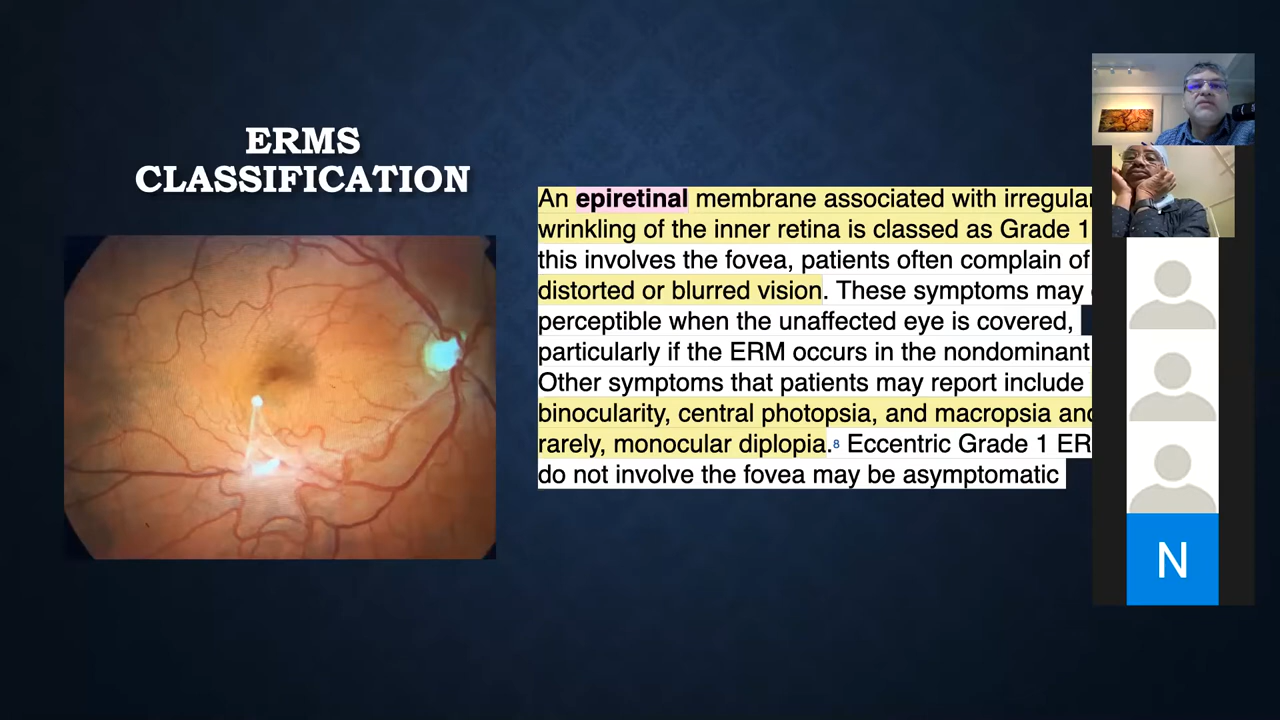 ERMS
CLASSIFICATION
An epiretinal membrane associated with irregular
wrinkling of the inner retina is classed as Grade 1
this involves the fovea, patients often complain of
distorted or blurred vision. These symptoms may
perceptible when the unaffected eye is covered,
particularly if the ERM occurs in the nondominant
Other symptoms that patients may report include
binocularity, central photopsia, and macropsia and
rarely, monocular diplopia.8 Eccentric Grade 1 ER
do not involve the fovea may be asymptomatic
N